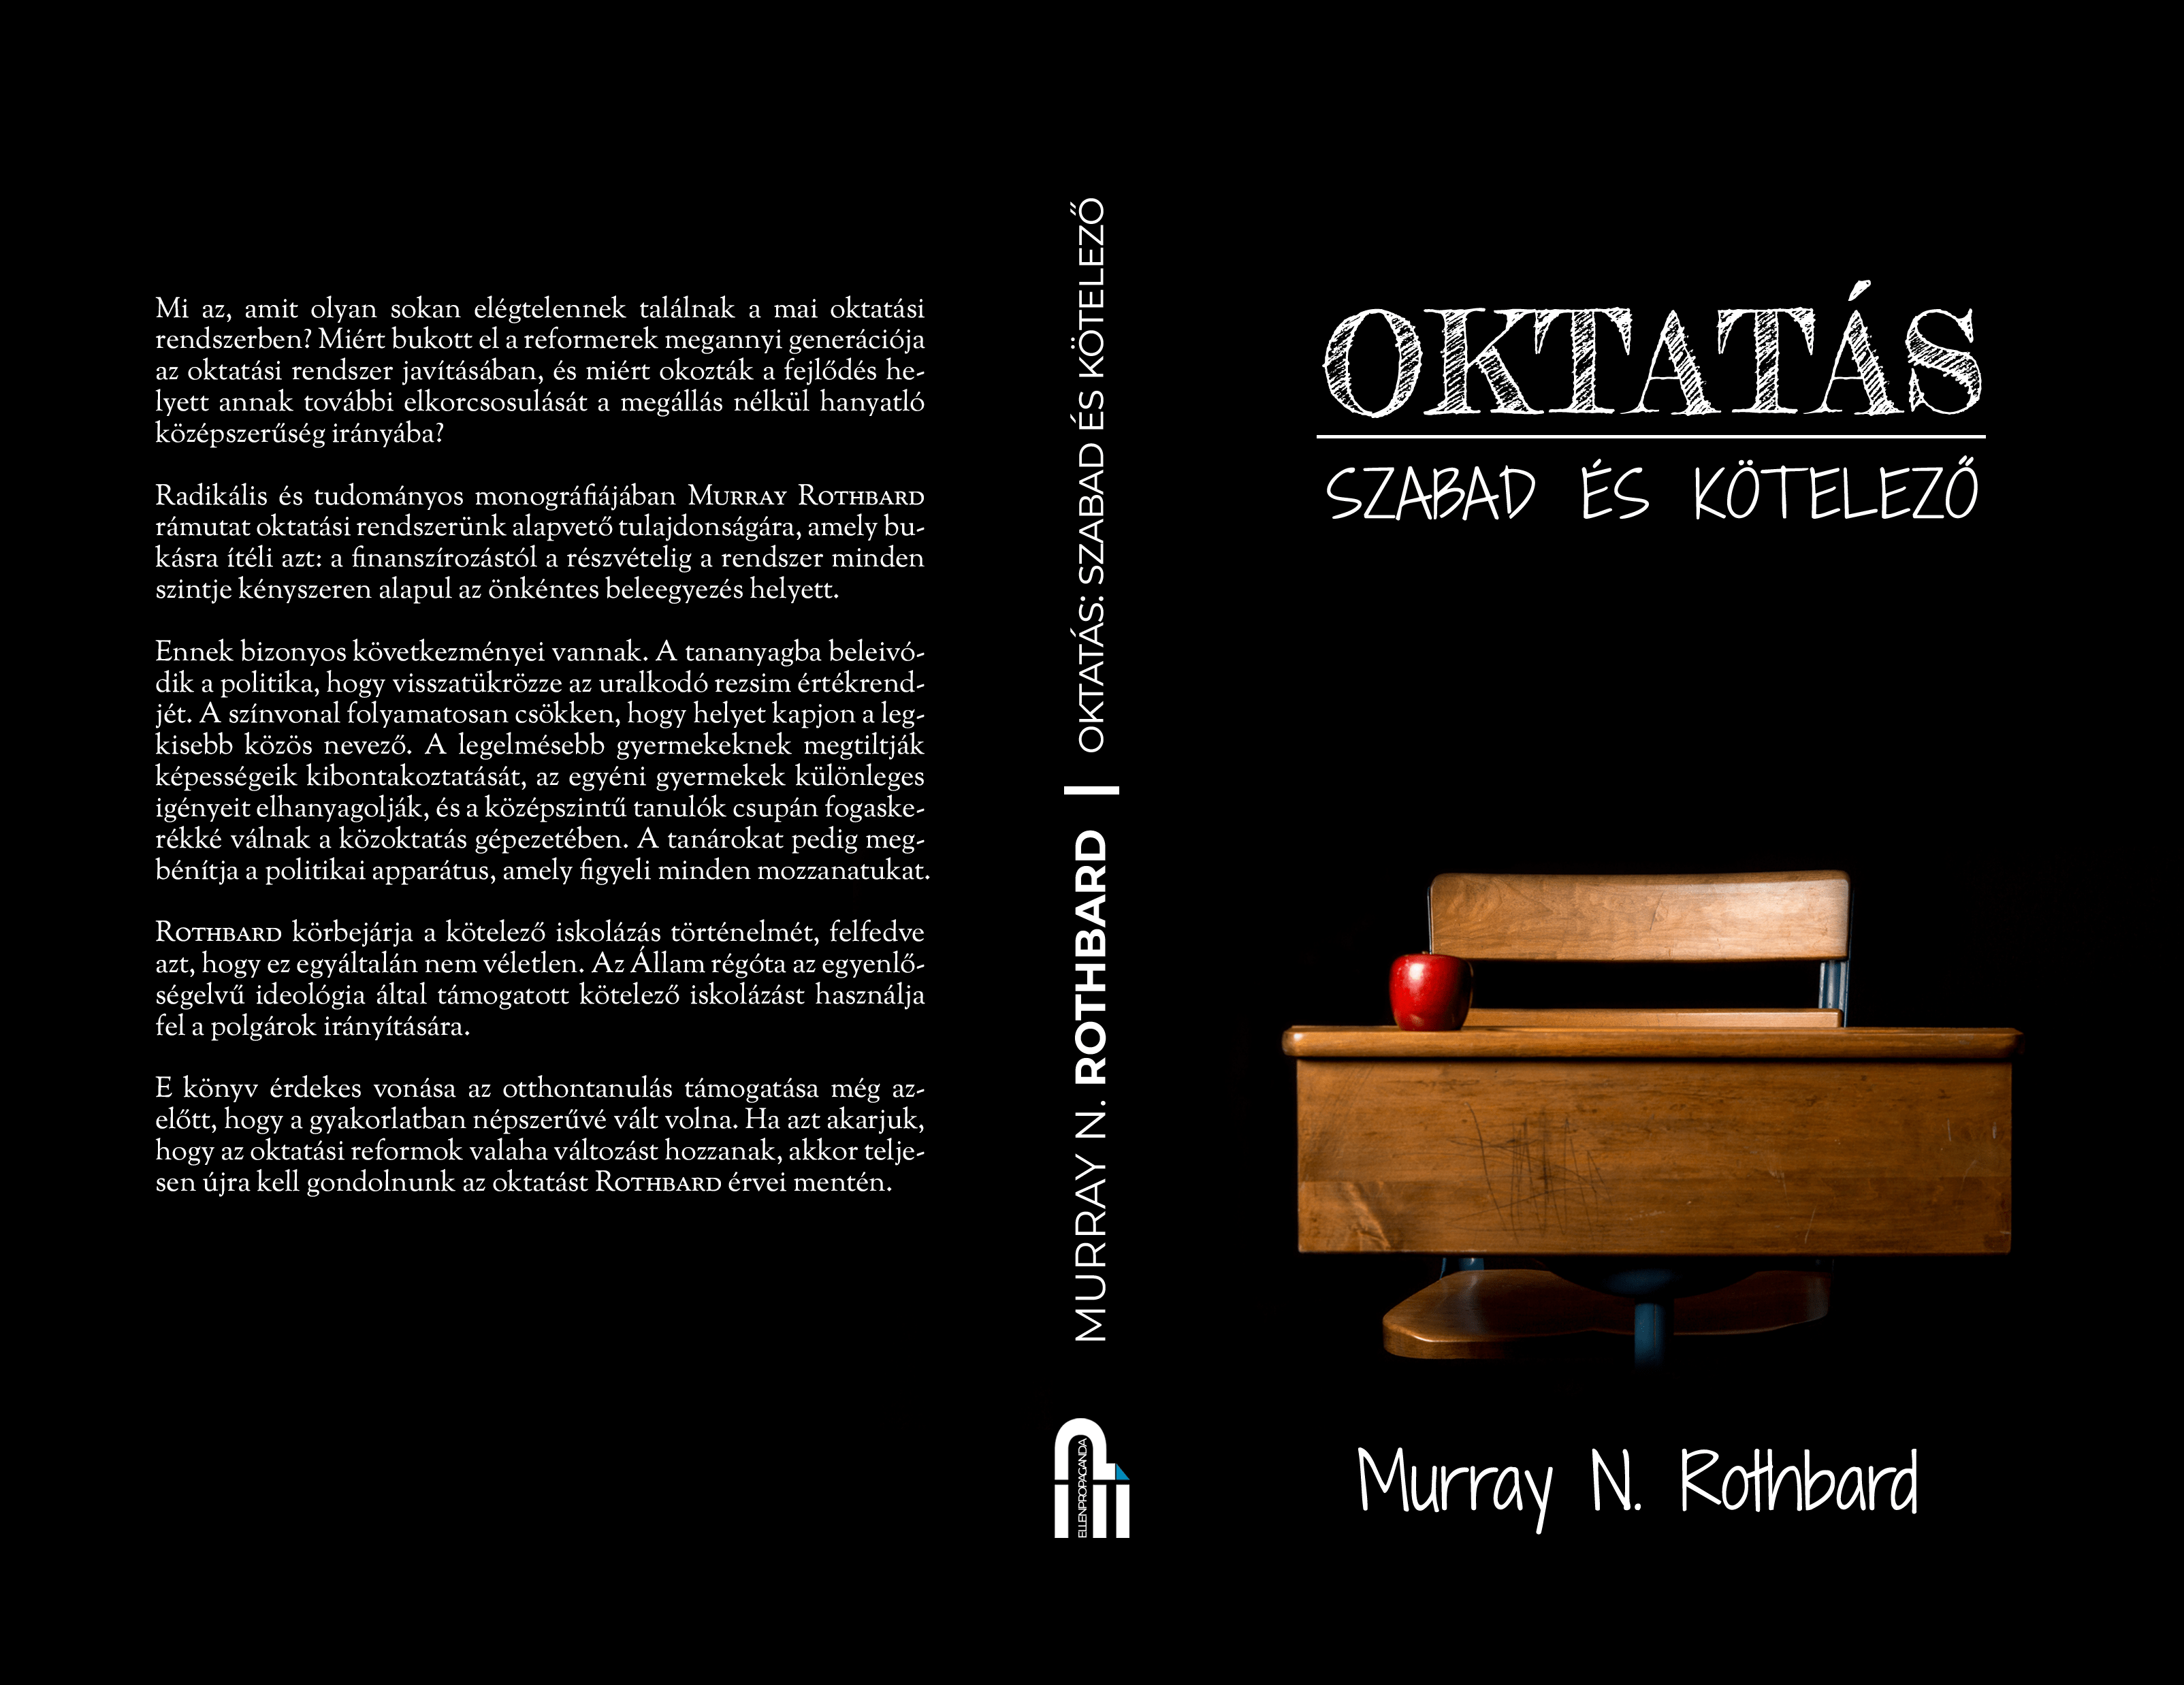 Mi az, amit olyan sokan elégtelennek találnak a mai oktatási
rendszerben? Miért bukott el a reformerek megannyi generációja
az oktatási rendszer javításában, és miért okozták a fejlődés he-
lyett annak további elkorcsosulását a megállás nélkül hanyatló
középszerűség irányába?
Radikális és tudományos monográfiájában Murray Rothbard
rámutat oktatási rendszerünk alapvető tulajdonságára, amely bu-
kásra ítéli azt: a finanszírozástól a részvételig a rendszer minden
szintje kényszeren alapul az önkéntes beleegyezés helyett.
Ennek bizonyos következményei vannak. A tananyagba beleivó-
dik a politika, hogy visszatükrözze az uralkodó rezsim értékrend-
jét. A színvonal folyamatosan csökken, hogy helyet kapjon a leg-
kisebb közös nevező. A legelmésebb gyermekeknek megtiltják
képességeik kibontakoztatását, az egyéni gyermekek különleges
igényeit elhanyagolják, és a középszintű tanulók csupán fogaske-
rékké válnak a közoktatás gépezetében. A tanárokat pedig meg-
bénítja a politikai apparátus, amely figyeli minden mozzanatukat.
Rothbard körbejárja a kötelező iskolázás történelmét, felfedve
azt, hogy ez egyáltalán nem véletlen. Az Állam régóta az egyenlő-
ségelvű ideológia által támogatott kötelező iskolázást használja
fel a polgárok irányítására.
E könyv érdekes vonása az otthontanulás támogatása még az-
előtt, hogy a gyakorlatban népszerűvé vált volna. Ha azt akarjuk,
hogy az oktatási reformok valaha változást hozzanak, akkor telje-
sen újra kell gondolnunk az oktatást Rothbard érvei mentén.
MURRAY N. ROTHBARD | OKTATÁS: SZABAD ÉS KÖTELEZŐ
ELLENPROPAGANDA
OKTATÁS
SZABAD ÉS KÖTELEZŐ
Murray N. Rothbard